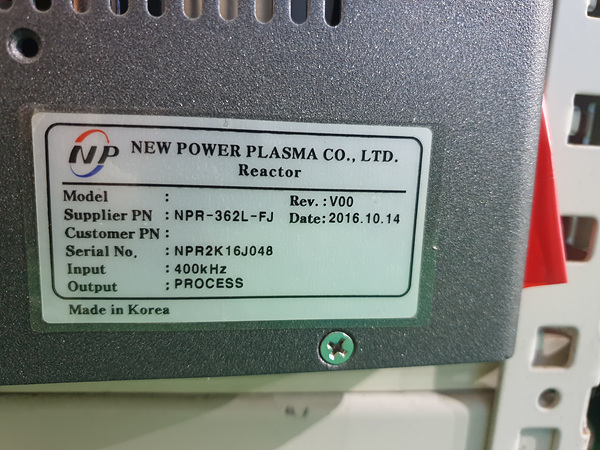 NP NEW POWER PLASMA CO., LTD.
Reactor
Model : Rev. : V00
Supplier PN : NPR-362L-FJ Date: 2016.10.14
Customer PN :
Serial No. : NPR2K16J048
Input : 400kHz
Output : PROCESS
Made in Korea